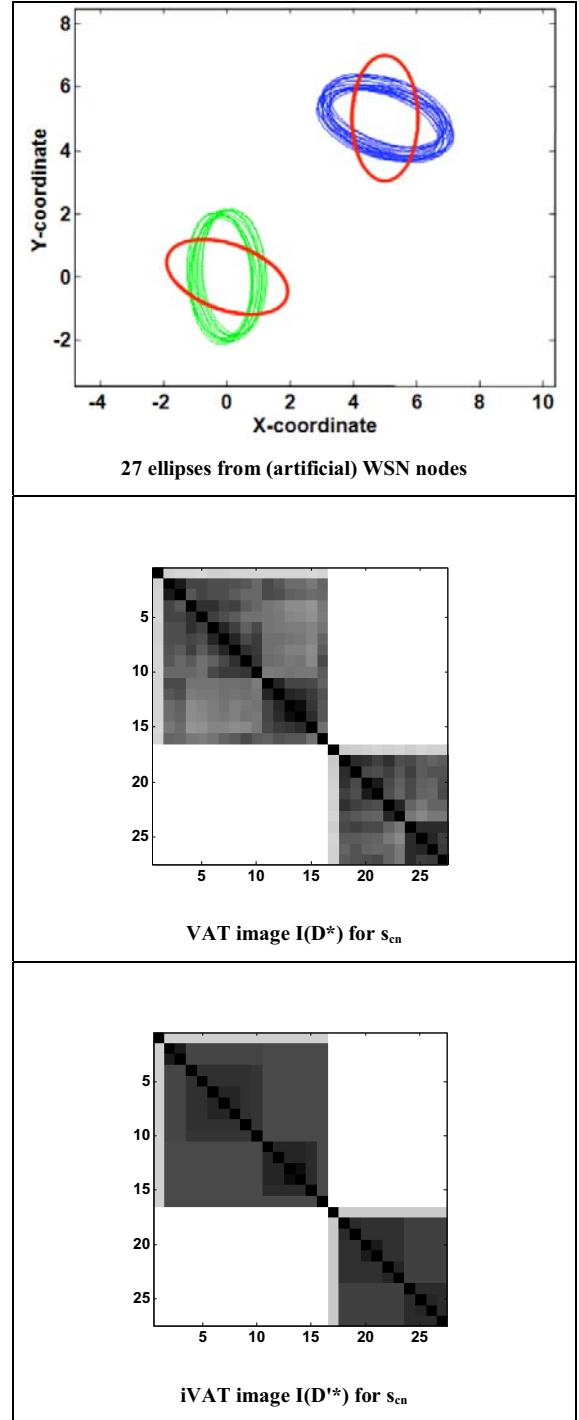 8
6
4
2
0
-2
Y-coordinate
-4 -2 0 2 4 6 8 10
X-coordinate
27 ellipses from (artificial) WSN nodes
5
10
15
20
25
5 10 15 20 25
VAT image I(D*) for s_cn
5
10
15
20
25
5 10 15 20 25
iVAT image I(D'*) for s_cn